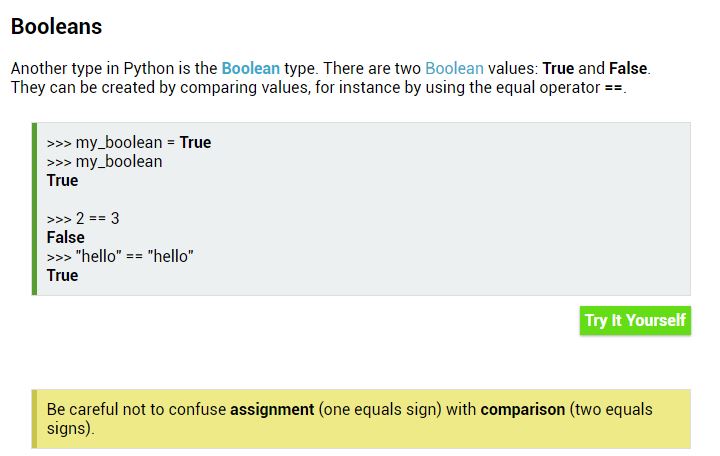 Booleans
Another type in Python is the Boolean type. There are two Boolean values: True and False.
They can be created by comparing values, for instance by using the equal operator ==.
>>> my_boolean = True
>>> my_boolean
True
>>> 2 == 3
False
>>> "hello" == "hello"
True
Try It Yourself
Be careful not to confuse assignment (one equals sign) with comparison (two equals
signs).